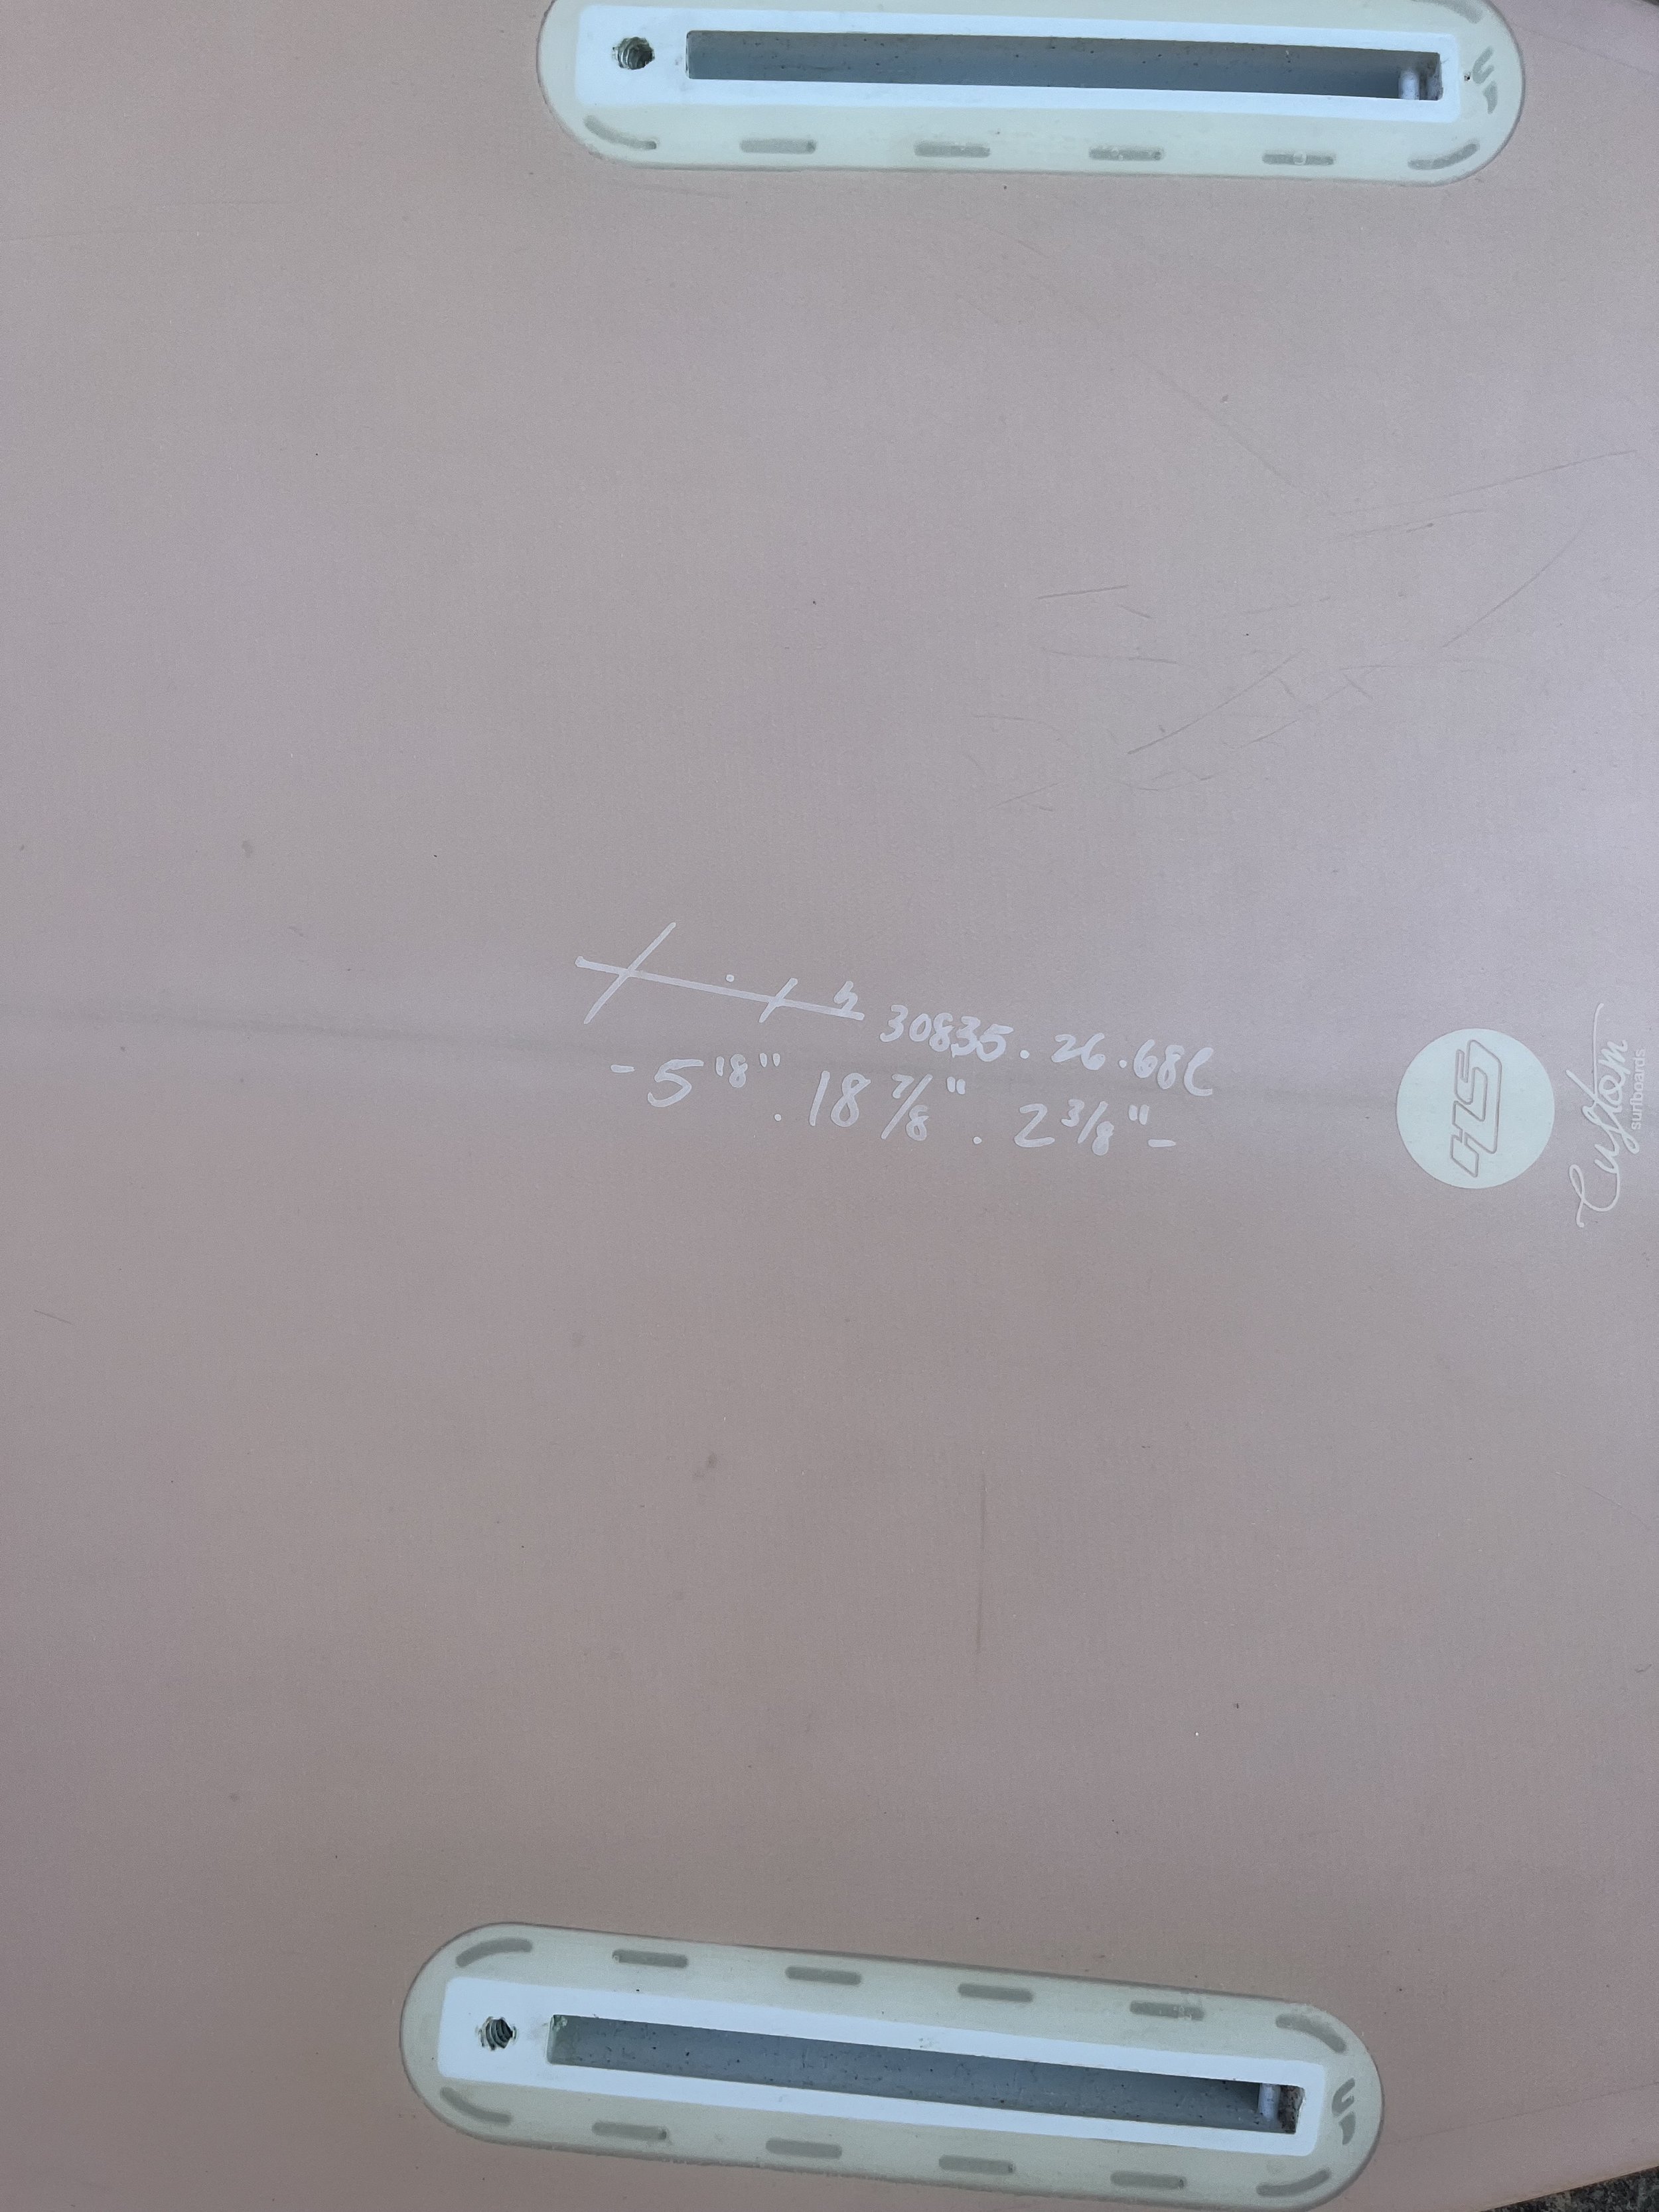 30835. 26.68l
-5'8". 18 7/8". 2 3/8"-
HS
Custom
surfboards